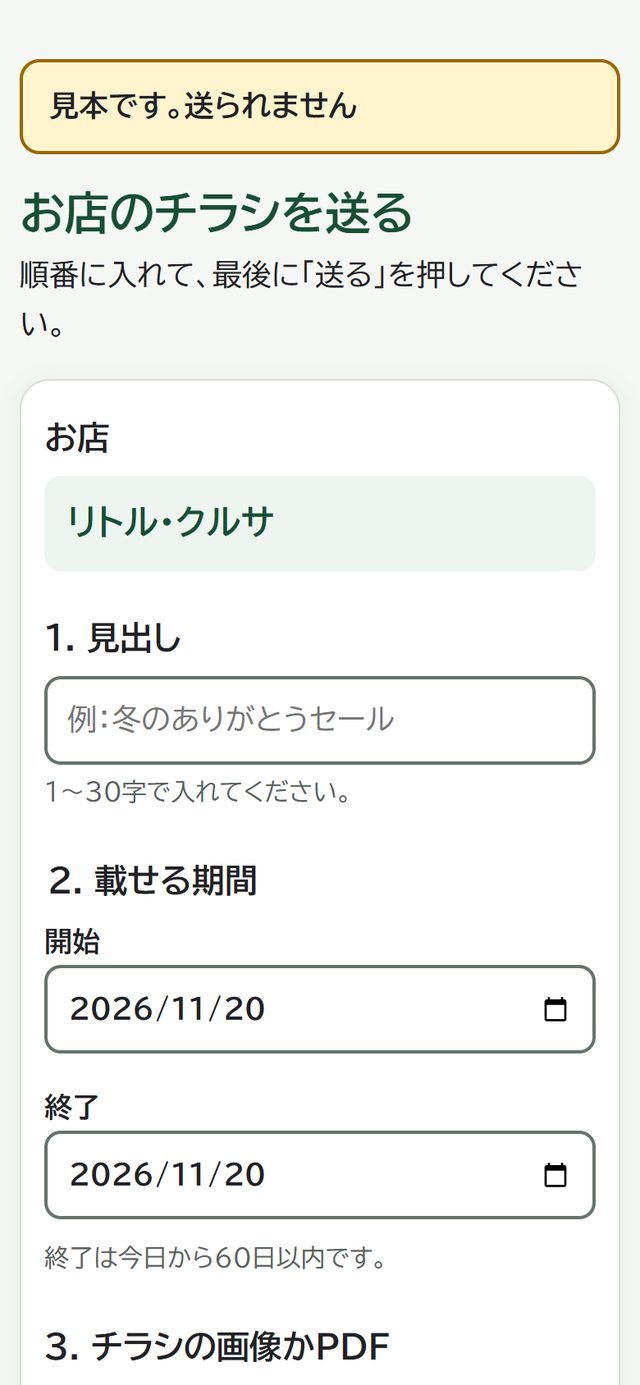 見本です。送られません
お店のチラシを送る
順番に入れて、最後に「送る」を押してくださ
い。
お店
リトル・クルサ
1. 見出し
例：冬のありがとうセール
1～30字で入れてください。
2. 載せる期間
開始
2026/11/20
終了
2026/11/20
終了は今日から60日以内です。
3. チラシの画像かPDF